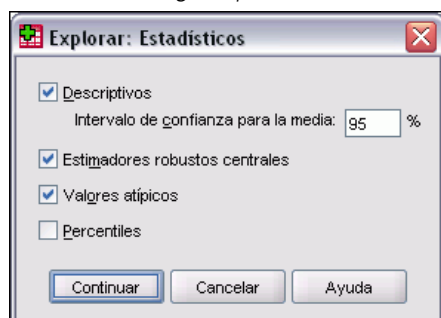 Explorar: Estadísticos
Descriptivos
Intervalo de confianza para la media: 95 %
Estimadores robustos centrales
Valores atípicos
Percentiles
Continuar Cancelar Ayuda